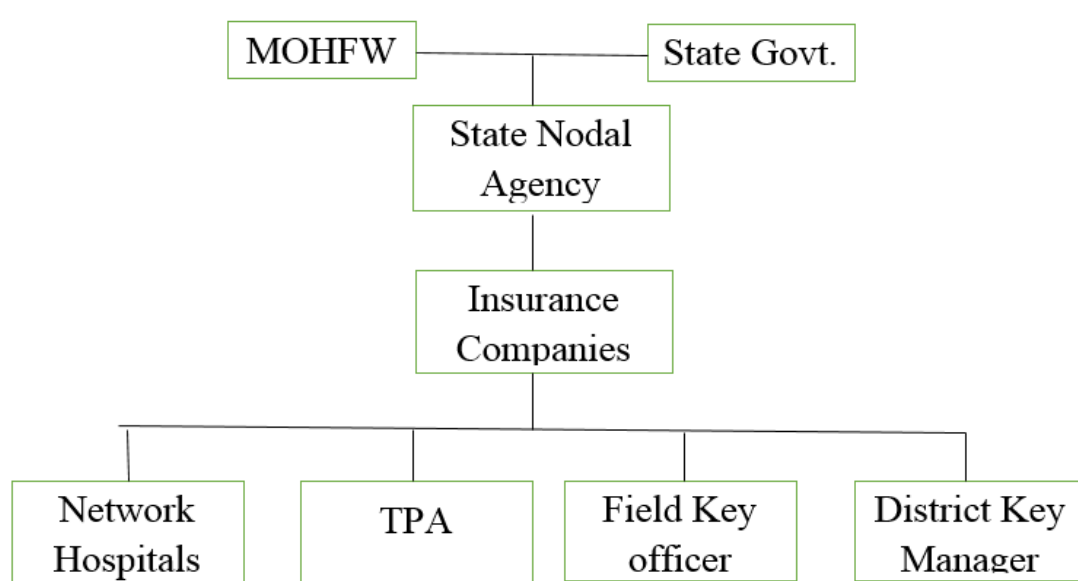 MOHFW
State Govt.
State Nodal
Agency
Insurance
Companies
Network
Hospitals
TPA
Field Key
officer
District Key
Manager